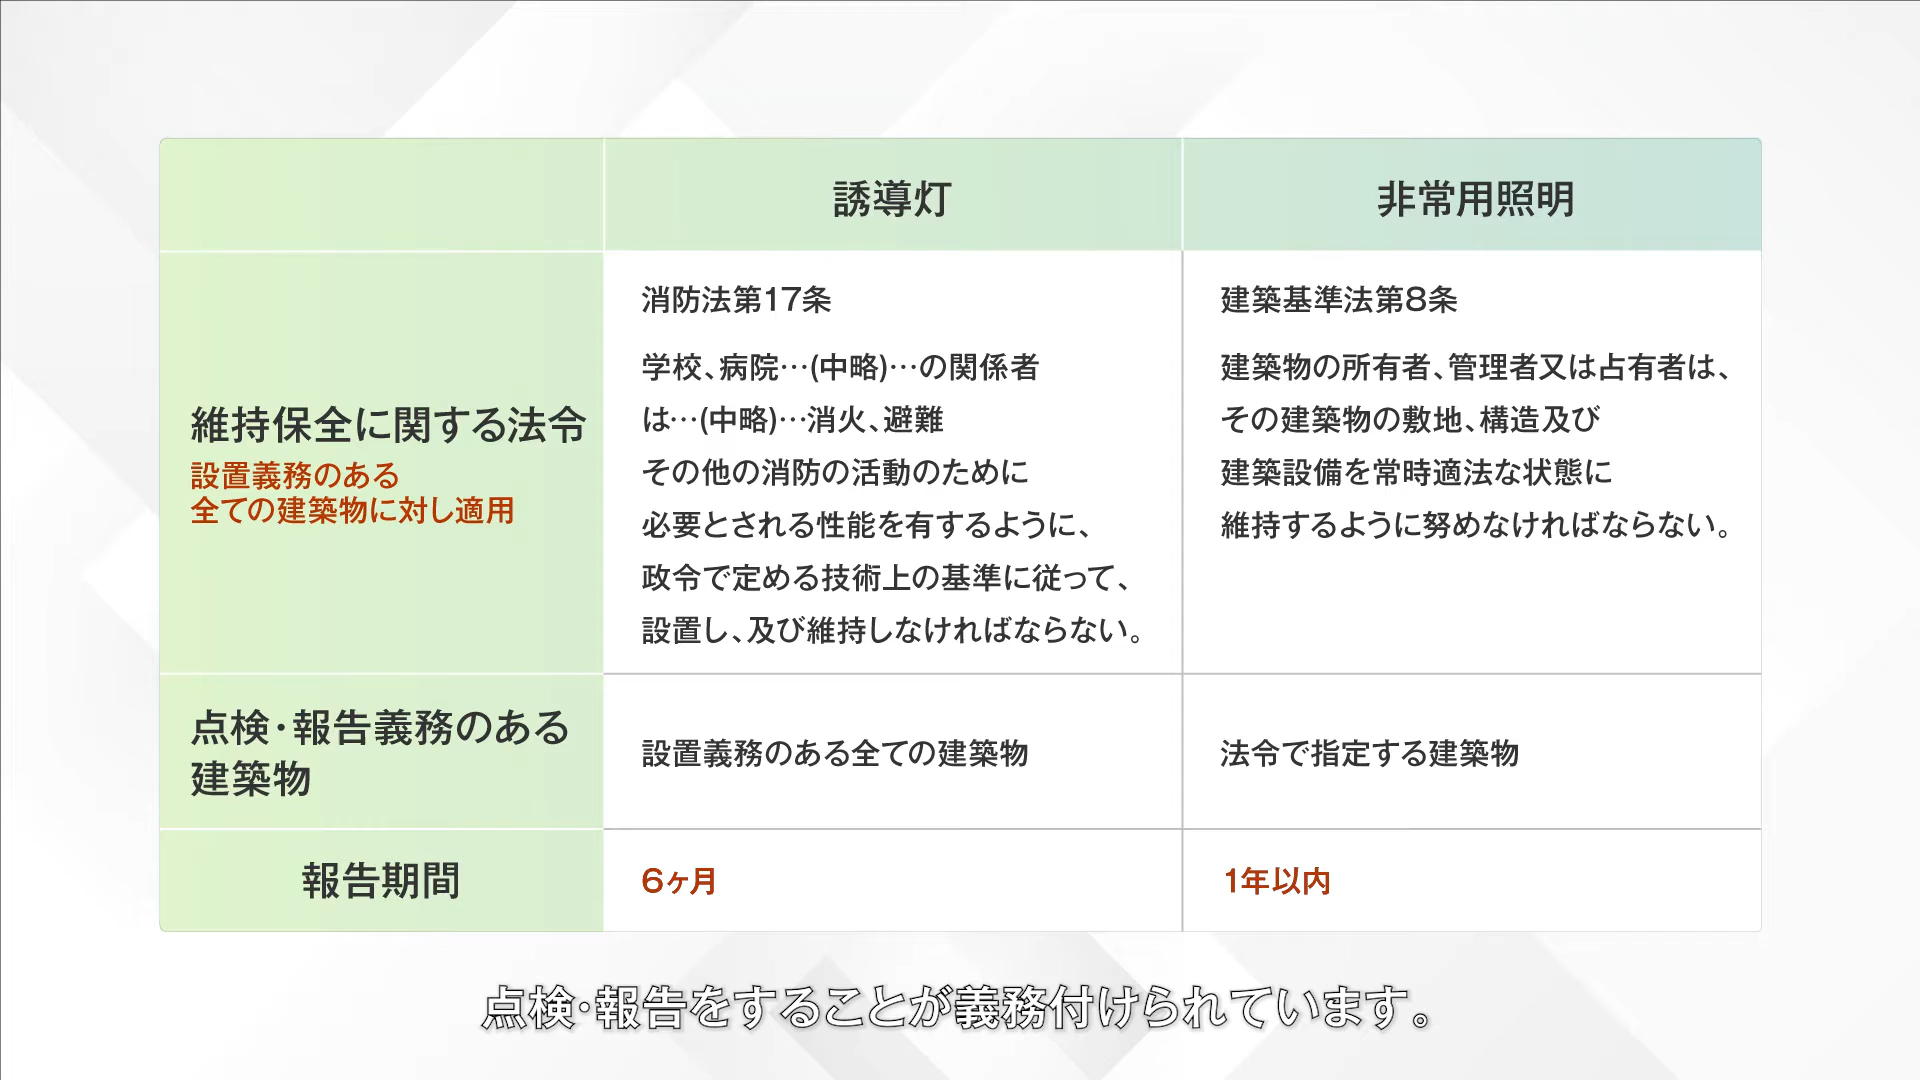 誘導灯
非常用照明
維持保全に関する法令
設置義務のある
全ての建築物に対し適用
消防法第17条
学校、病院…(中略)…の関係者
は…(中略)…消火、避難
その他の消防の活動のために
必要とされる性能を有するように、
政令で定める技術上の基準に従って、
設置し、及び維持しなければならない。
建築基準法第8条
建築物の所有者、管理者又は占有者は、
その建築物の敷地、構造及び
建築設備を常時適法な状態に
維持するように努めなければならない。
点検・報告義務のある
建築物
設置義務のある全ての建築物
法令で指定する建築物
報告期間
6ヶ月
1年以内
点検・報告をすることが義務付けられています。